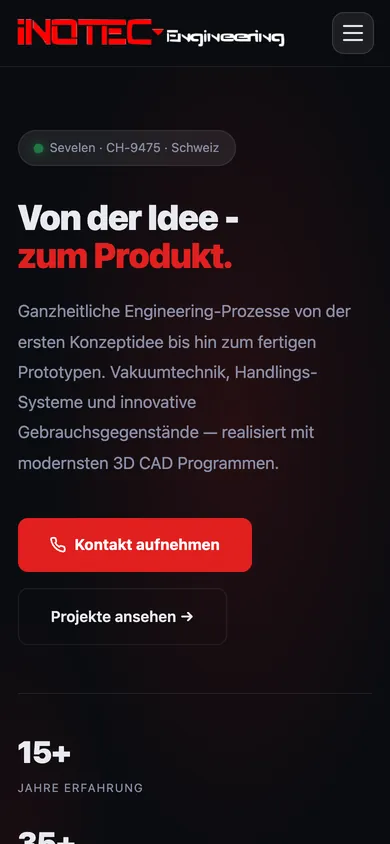 iNOTEC Engineering
Sevelen · CH-9475 · Schweiz
Von der Idee -
zum Produkt.
Ganzheitliche Engineering-Prozesse von der
ersten Konzeptidee bis hin zum fertigen
Prototypen. Vakuumtechnik, Handlings-
Systeme und innovative
Gebrauchsgegenstände — realisiert mit
modernsten 3D CAD Programmen.
Kontakt aufnehmen
Projekte ansehen →
15+
JAHRE ERFAHRUNG
35+